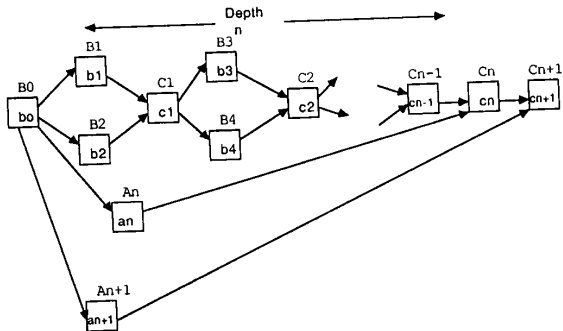 Depth
n
B1
B3
b1
b3
B0
C1
C2
Cn-1
Cn
Cn+1
bo
c1
c2
cn-1
cn
cn+1
B2
B4
b2
b4
An
an
An+1
an+1